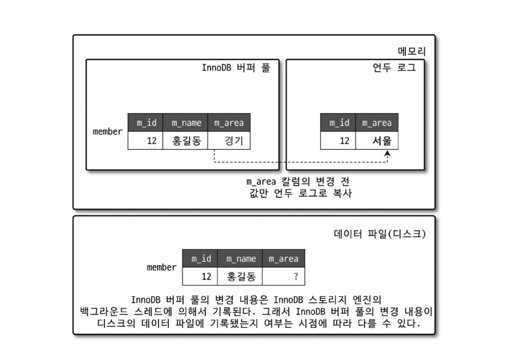 메모리
InnoDB 버퍼 풀
언두 로그
m_id m_name m_area
member 12 홍길동 경기
m_id m_area
12 서울
m_area 칼럼의 변경 전
값만 언두 로그로 복사
데이터 파일(디스크)
m_id m_name m_area
member 12 홍길동 ?
InnoDB 버퍼 풀의 변경 내용은 InnoDB 스토리지 엔진의
백그라운드 스레드에 의해서 기록된다. 그래서 InnoDB 버퍼 풀의 변경 내용이
디스크의 데이터 파일에 기록됐는지 여부는 시점에 따라 다를 수 있다.